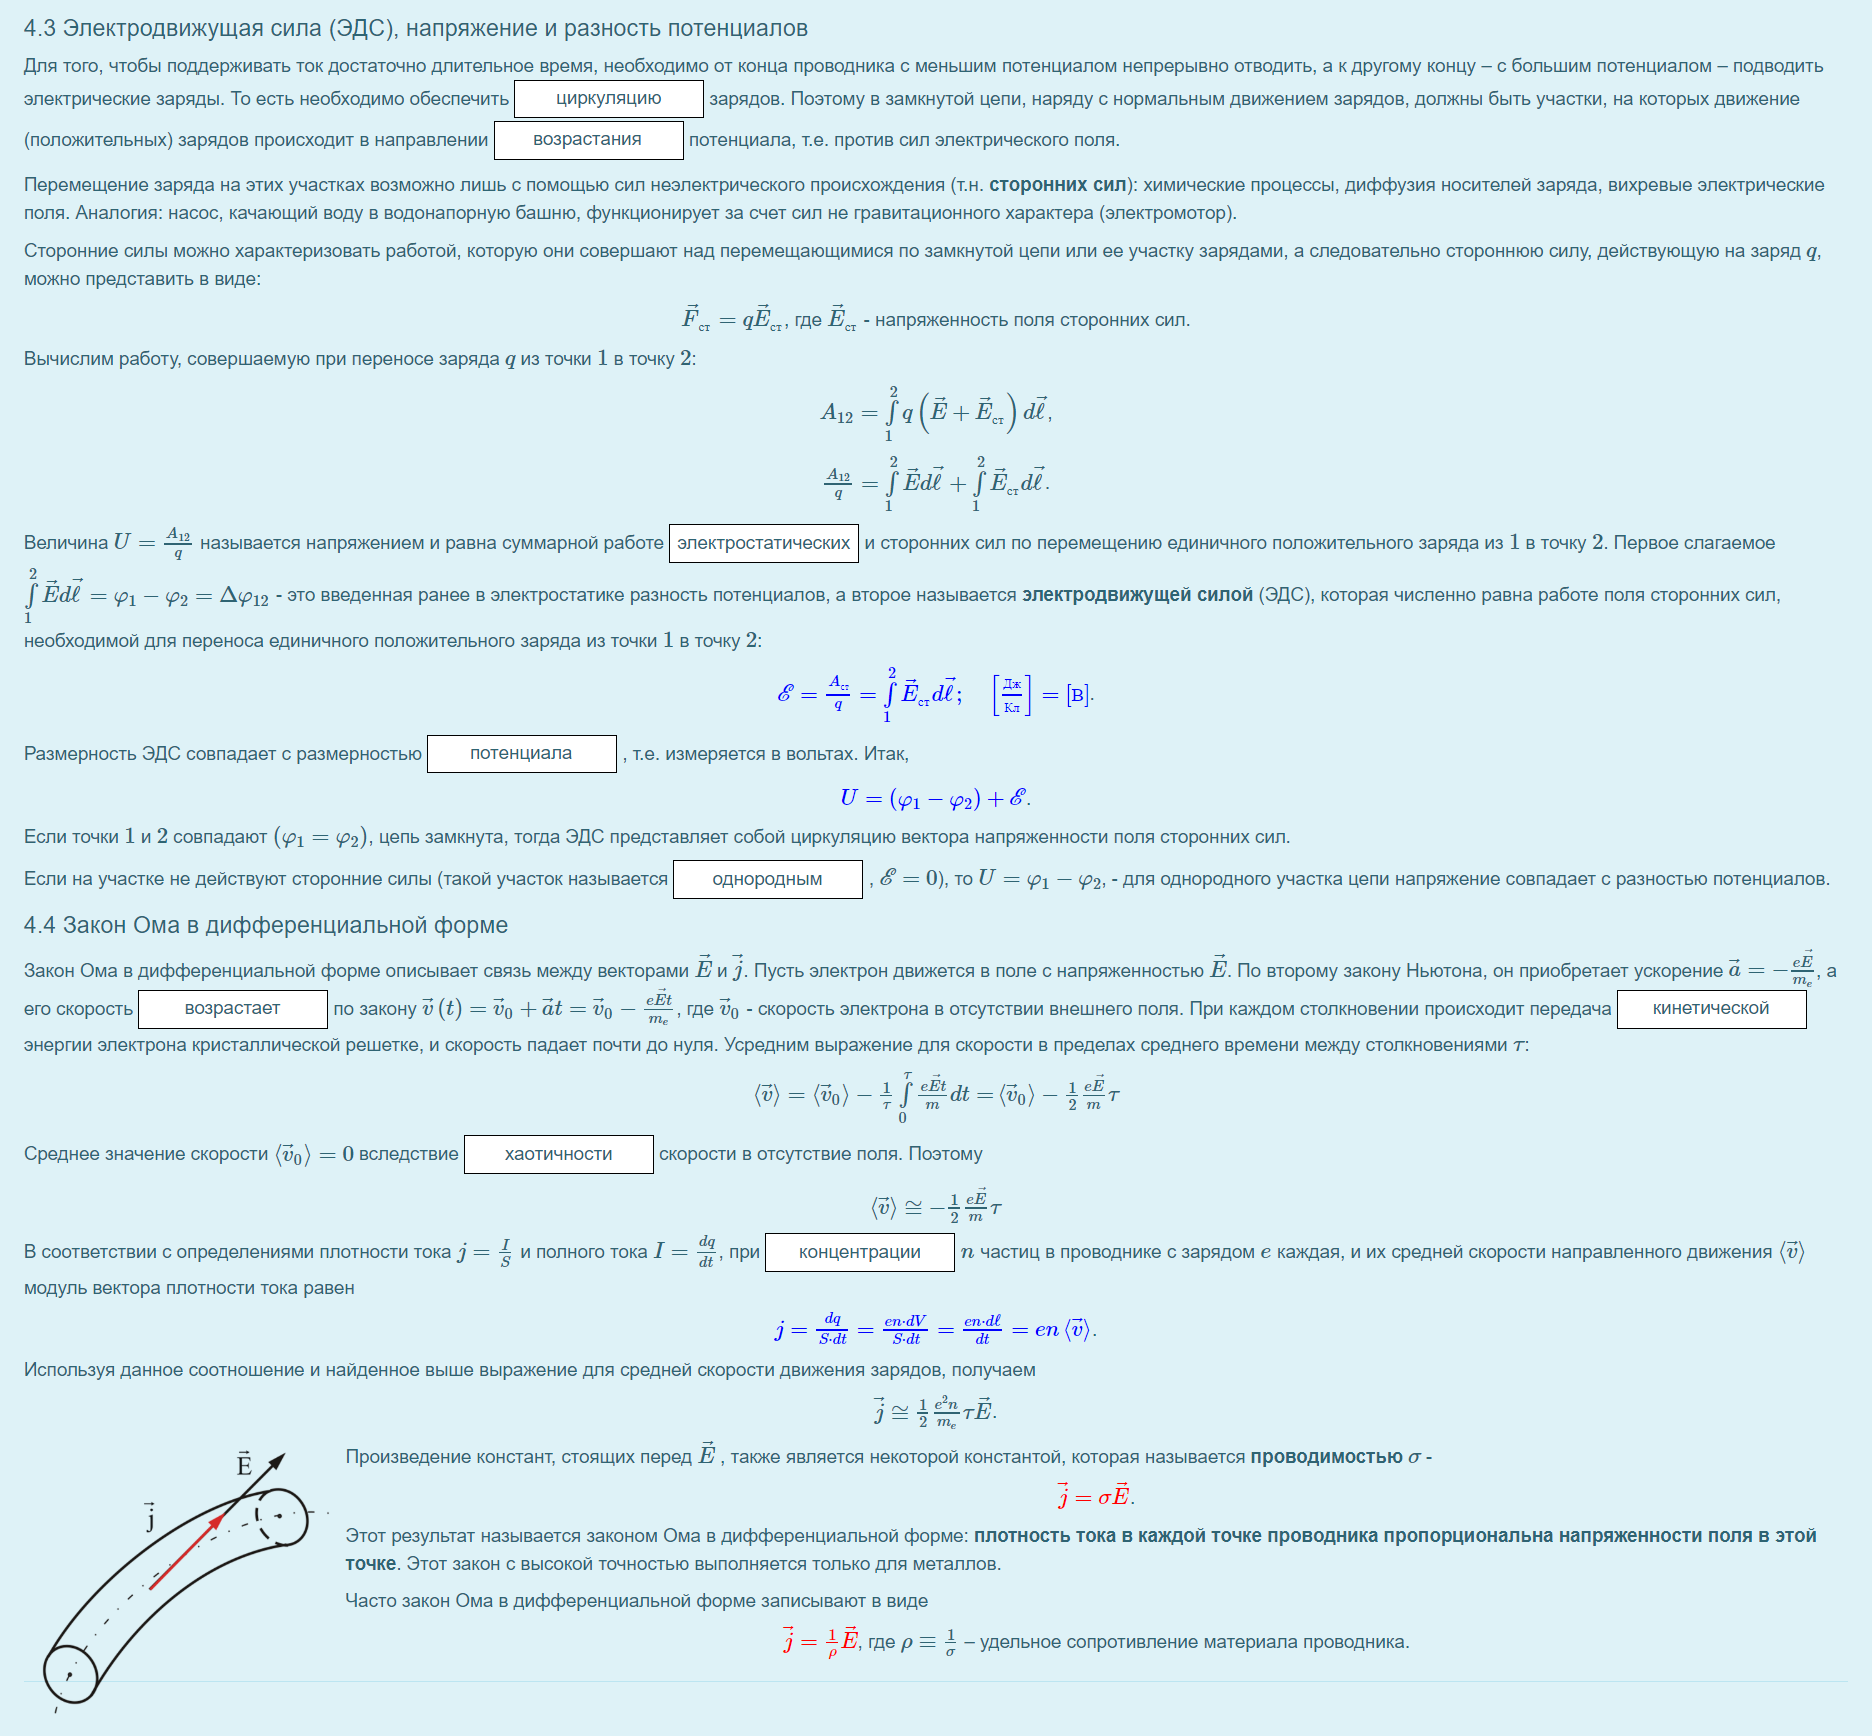 4.3 Электродвижущая сила (ЭДС), напряжение и разность потенциалов
Для того, чтобы поддерживать ток достаточно длительное время, необходимо от конца проводника с меньшим потенциалом непрерывно отводить, а к другому концу – с большим потенциалом – подводить
электрические заряды. То есть необходимо обеспечить циркуляцию зарядов. Поэтому в замкнутой цепи, наряду с нормальным движением зарядов, должны быть участки, на которых движение
(положительных) зарядов происходит в направлении возрастания потенциала, т.е. против сил электрического поля.
Перемещение заряда на этих участках возможно лишь с помощью сил неэлектрического происхождения (т.н. сторонних сил): химические процессы, диффузия носителей заряда, вихревые электрические
поля. Аналогия: насос, качающий воду в водонапорную башню, функционирует за счет сил не гравитационного характера (электромотор).
Сторонние силы можно характеризовать работой, которую они совершают над перемещающимися по замкнутой цепи или ее участку зарядами, а следовательно стороннюю силу, действующую на заряд $q$,
можно представить в виде:
$\vec{F}_{ст} = q\vec{E}_{ст}$, где $\vec{E}_{ст}$ - напряженность поля сторонних сил.
Вычислим работу, совершаемую при переносе заряда $q$ из точки $1$ в точку $2$:
$A_{12} = \int\limits_1^2 q\left(\vec{E} + \vec{E}_{ст}\right)d\vec{\ell}$,
$\frac{A_{12}}{q} = \int\limits_1^2 \vec{E}d\vec{\ell} + \int\limits_1^2 \vec{E}_{ст}d\vec{\ell}$.
Величина $U = \frac{A_{12}}{q}$ называется напряжением и равна суммарной работе электростатических и сторонних сил по перемещению единичного положительного заряда из $1$ в точку $2$. Первое слагаемое
$\int\limits_1^2 \vec{E}d\vec{\ell} = \varphi_1 - \varphi_2 = \Delta\varphi_{12}$ - это введенная ранее в электростатике разность потенциалов, а второе называется электродвижущей силой (ЭДС), которая численно равна работе поля сторонних сил,
необходимой для переноса единичного положительного заряда из точки $1$ в точку $2$:
$\mathscr{E} = \frac{A_{ст}}{q} = \int\limits_1^2 \vec{E}_{ст}d\vec{\ell}; \quad \left[\frac{Дж}{Кл}\right] = [В]$.
Размерность ЭДС совпадает с размерностью потенциала , т.е. измеряется в вольтах. Итак,
$U = (\varphi_1 - \varphi_2) + \mathscr{E}$.
Если точки $1$ и $2$ совпадают $(\varphi_1 = \varphi_2)$, цепь замкнута, тогда ЭДС представляет собой циркуляцию вектора напряженности поля сторонних сил.
Если на участке не действуют сторонние силы (такой участок называется однородным , $\mathscr{E} = 0$), то $U = \varphi_1 - \varphi_2$, - для однородного участка цепи напряжение совпадает с разностью потенциалов.
4.4 Закон Ома в дифференциальной форме
Закон Ома в дифференциальной форме описывает связь между векторами $\vec{E}$ и $\vec{j}$. Пусть электрон движется в поле с напряженностью $\vec{E}$. По второму закону Ньютона, он приобретает ускорение $\vec{a} = -\frac{e\vec{E}}{m_e}$, а
его скорость возрастает по закону $\vec{v}(t) = \vec{v}_0 + \vec{a}t = \vec{v}_0 - \frac{e\vec{E}t}{m_e}$, где $\vec{v}_0$ - скорость электрона в отсутствии внешнего поля. При каждом столкновении происходит передача кинетической
энергии электрона кристаллической решетке, и скорость падает почти до нуля. Усредним выражение для скорости в пределах среднего времени между столкновениями $\tau$:
$\langle\vec{v}\rangle = \langle\vec{v}_0\rangle - \frac{1}{\tau}\int\limits_0^\tau \frac{e\vec{E}t}{m}dt = \langle\vec{v}_0\rangle - \frac{1}{2}\frac{e\vec{E}}{m}\tau$
Среднее значение скорости $\langle\vec{v}_0\rangle = 0$ вследствие хаотичности скорости в отсутствие поля. Поэтому
$\langle\vec{v}\rangle \cong -\frac{1}{2}\frac{e\vec{E}}{m}\tau$
В соответствии с определениями плотности тока $j = \frac{I}{S}$ и полного тока $I = \frac{dq}{dt}$, при концентрации $n$ частиц в проводнике с зарядом $e$ каждая, и их средней скорости направленного движения $\langle\vec{v}\rangle$
модуль вектора плотности тока равен
$j = \frac{dq}{S \cdot dt} = \frac{en \cdot dV}{S \cdot dt} = \frac{en \cdot d\ell}{dt} = en\langle\vec{v}\rangle$.
Используя данное соотношение и найденное выше выражение для средней скорости движения зарядов, получаем
$\vec{j} \cong \frac{1}{2}\frac{e^2n}{m_e}\tau\vec{E}$.
Произведение констант, стоящих перед $\vec{E}$ , также является некоторой константой, которая называется проводимостью $\sigma$ -
$\vec{j} = \sigma\vec{E}$.
Этот результат называется законом Ома в дифференциальной форме: плотность тока в каждой точке проводника пропорциональна напряженности поля в этой
точке. Этот закон с высокой точностью выполняется только для металлов.
Часто закон Ома в дифференциальной форме записывают в виде
$\vec{j} = \frac{1}{\rho}\vec{E}$, где $\rho \equiv \frac{1}{\sigma}$ – удельное сопротивление материала проводника.
$\vec{E}$
$\vec{j}$